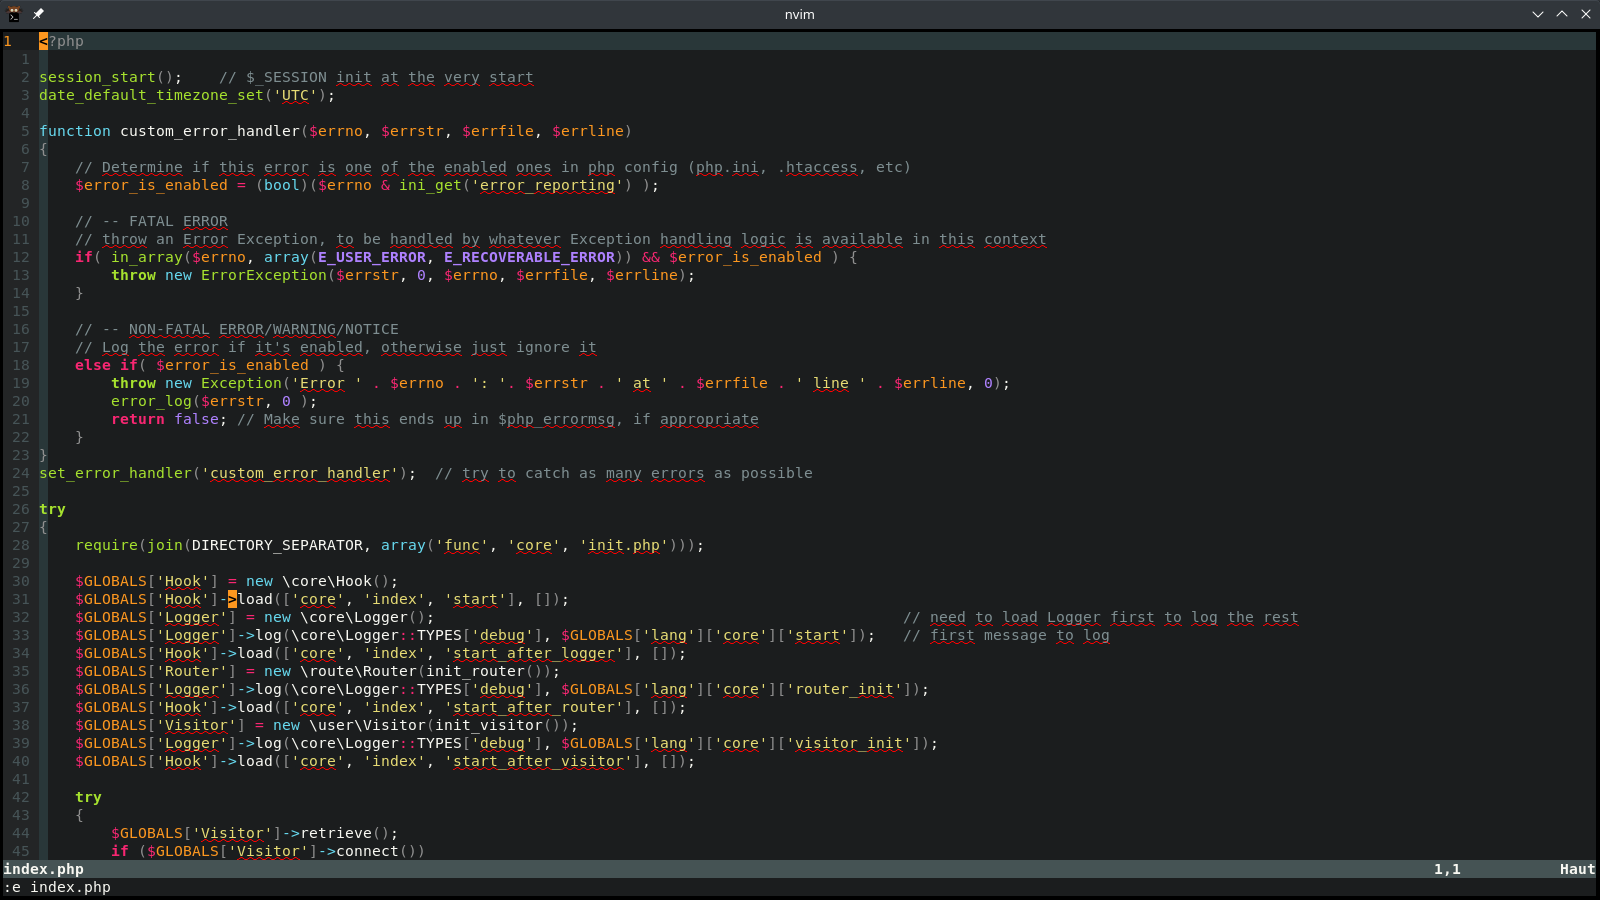 nvim
1   <?php
  1
  2 session_start();    // $_SESSION init at the very start
  3 date_default_timezone_set('UTC');
  4
  5 function custom_error_handler($errno, $errstr, $errfile, $errline)
  6 {
  7     // Determine if this error is one of the enabled ones in php config (php.ini, .htaccess, etc)
  8     $error_is_enabled = (bool)($errno & ini_get('error_reporting') );
  9
 10     // -- FATAL ERROR
 11     // throw an Error Exception, to be handled by whatever Exception handling logic is available in this context
 12     if( in_array($errno, array(E_USER_ERROR, E_RECOVERABLE_ERROR)) && $error_is_enabled ) {
 13         throw new ErrorException($errstr, 0, $errno, $errfile, $errline);
 14     }
 15
 16     // -- NON-FATAL ERROR/WARNING/NOTICE
 17     // Log the error if it's enabled, otherwise just ignore it
 18     else if( $error_is_enabled ) {
 19         throw new Exception('Error ' . $errno . ': '. $errstr . ' at ' . $errfile . ' line ' . $errline, 0);
 20         error_log($errstr, 0 );
 21         return false; // Make sure this ends up in $php_errormsg, if appropriate
 22     }
 23 }
 24 set_error_handler('custom_error_handler');  // try to catch as many errors as possible
 25
 26 try
 27 {
 28     require(join(DIRECTORY_SEPARATOR, array('func', 'core', 'init.php')));
 29
 30     $GLOBALS['Hook'] = new \core\Hook();
 31     $GLOBALS['Hook']->load(['core', 'index', 'start'], []);
 32     $GLOBALS['Logger'] = new \core\Logger();                                                    // need to load Logger first to log the rest
 33     $GLOBALS['Logger']->log(\core\Logger::TYPES['debug'], $GLOBALS['lang']['core']['start']);   // first message to log
 34     $GLOBALS['Hook']->load(['core', 'index', 'start_after_logger'], []);
 35     $GLOBALS['Router'] = new \route\Router(init_router());
 36     $GLOBALS['Logger']->log(\core\Logger::TYPES['debug'], $GLOBALS['lang']['core']['router_init']);
 37     $GLOBALS['Hook']->load(['core', 'index', 'start_after_router'], []);
 38     $GLOBALS['Visitor'] = new \user\Visitor(init_visitor());
 39     $GLOBALS['Logger']->log(\core\Logger::TYPES['debug'], $GLOBALS['lang']['core']['visitor_init']);
 40     $GLOBALS['Hook']->load(['core', 'index', 'start_after_visitor'], []);
 41
 42     try
 43     {
 44         $GLOBALS['Visitor']->retrieve();
 45         if ($GLOBALS['Visitor']->connect())
index.php 1,1 Haut
:e index.php